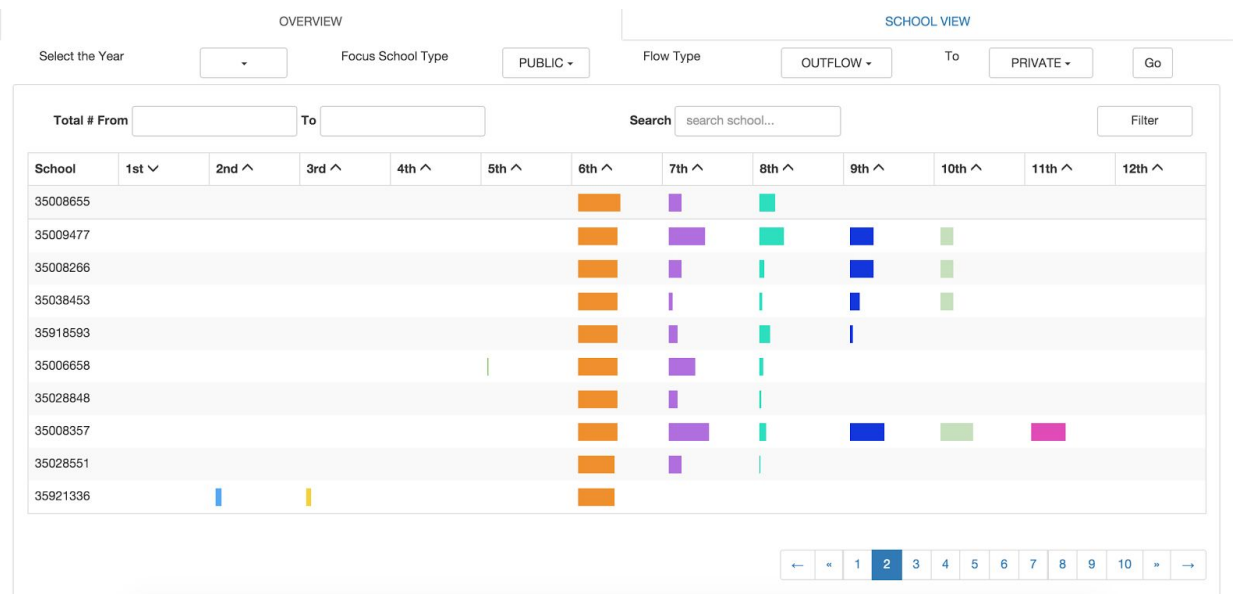 OVERVIEW SCHOOL VIEW
Select the Year Focus School Type PUBLIC Flow Type OUTFLOW To PRIVATE Go
Total # From To Search search school... Filter
School 1st 2nd 3rd 4th 5th 6th 7th 8th 9th 10th 11th 12th
35008655
35009477
35008266
35038453
35918593
35006658
35028848
35008357
35028551
35921336
← « 1 2 3 4 5 6 7 8 9 10 » →